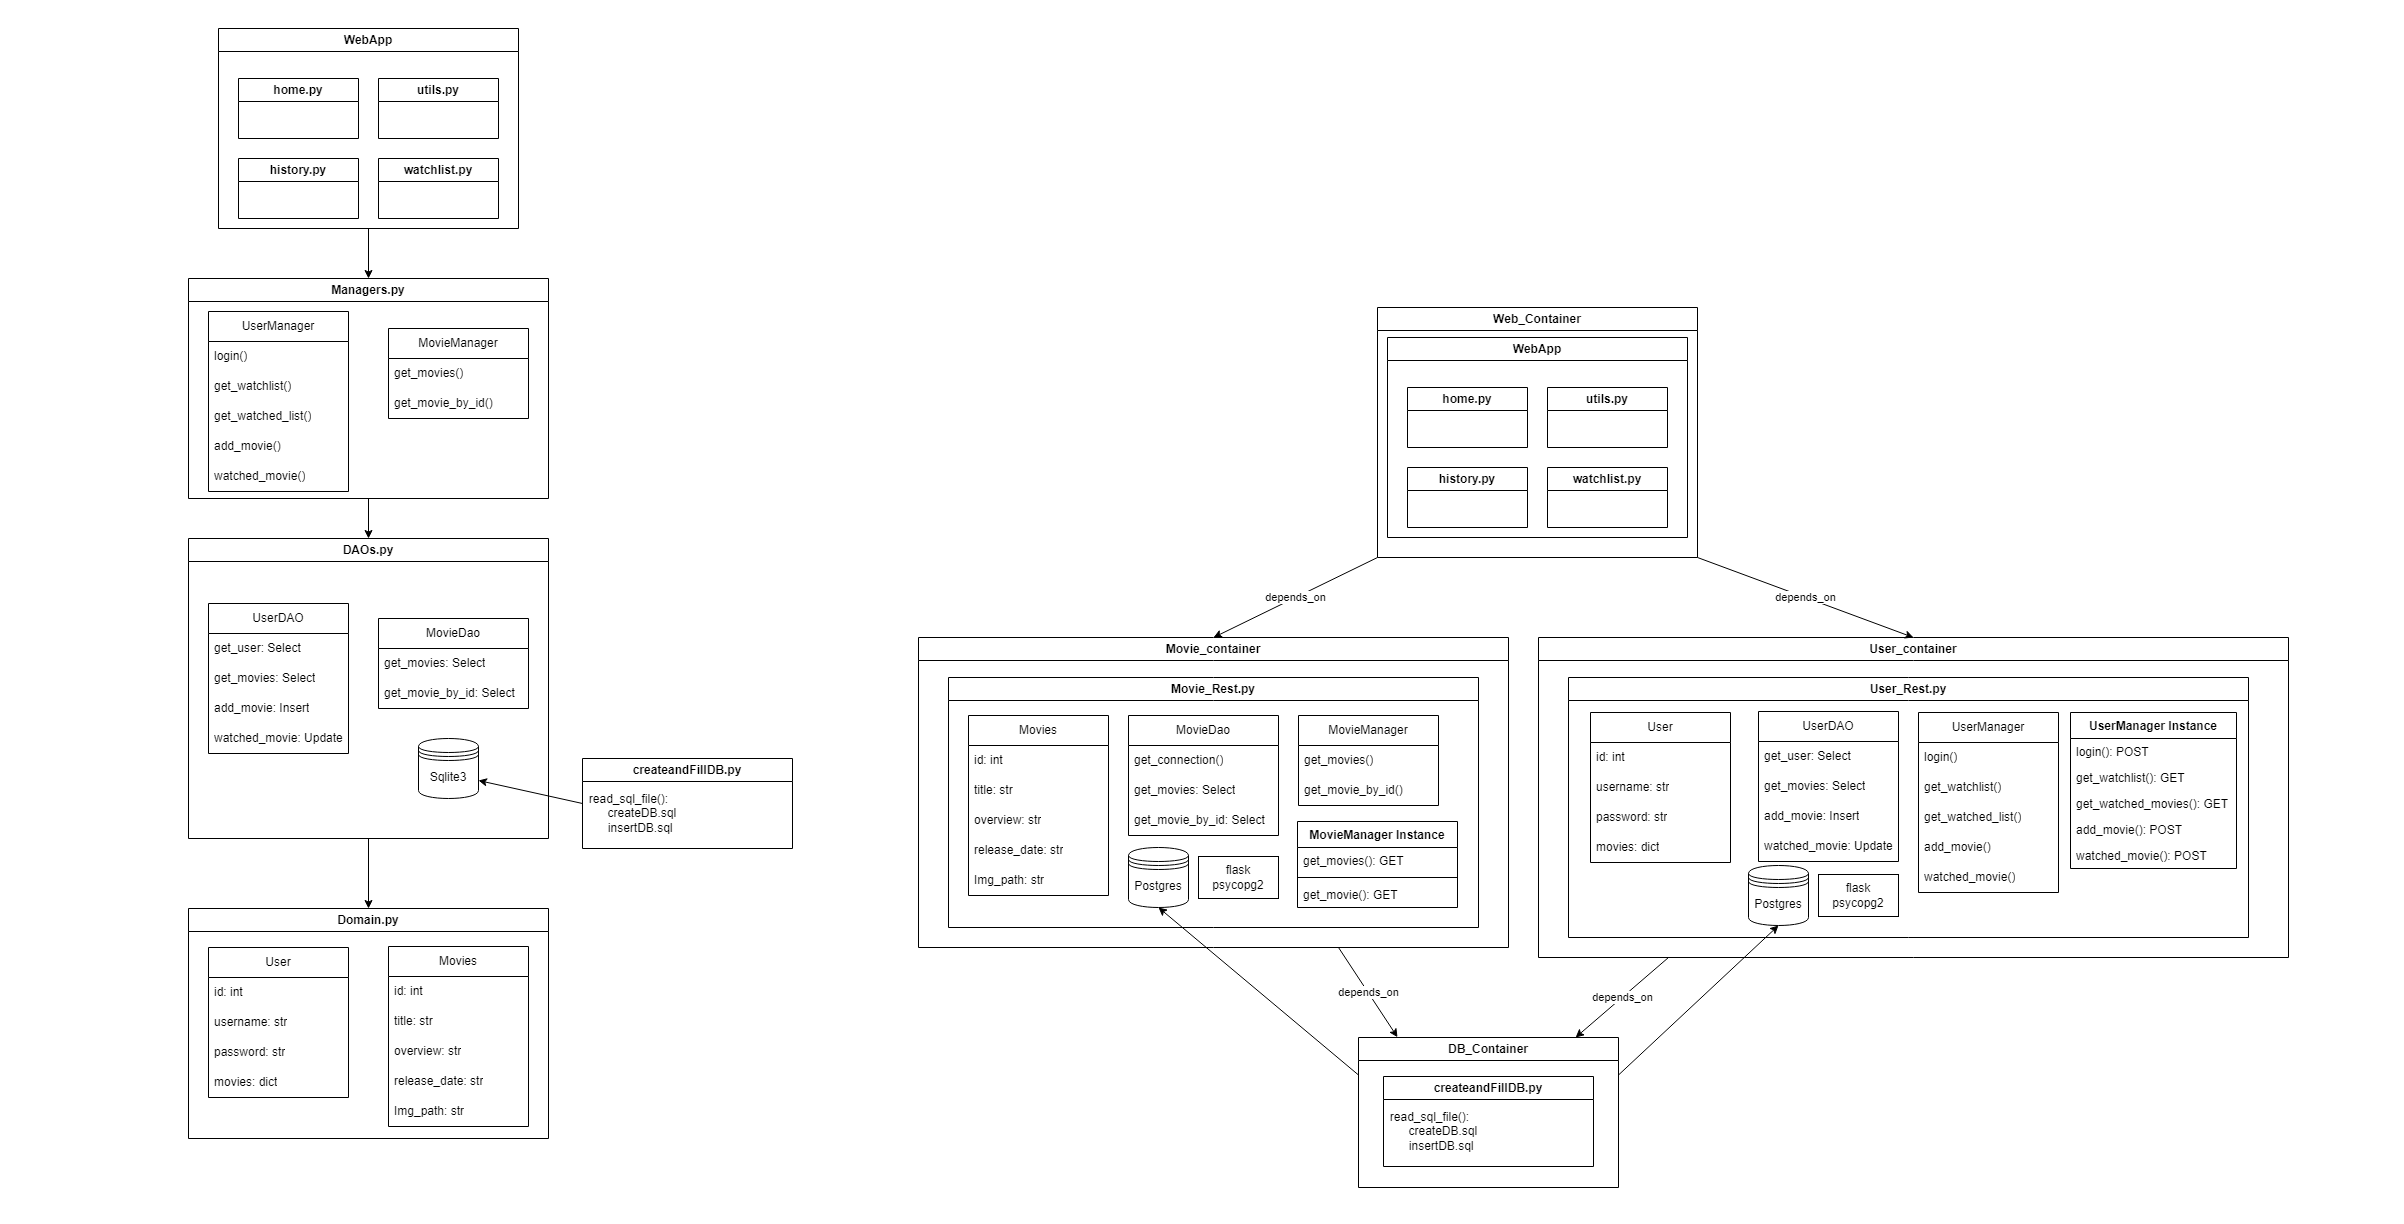 WebApp
home.py
utils.py
history.py
watchlist.py
Managers.py
UserManager
login()
get_watchlist()
get_watched_list()
add_movie()
watched_movie()
MovieManager
get_movies()
get_movie_by_id()
DAOs.py
UserDAO
get_user: Select
get_movies: Select
add_movie: Insert
watched_movie: Update
MovieDao
get_movies: Select
get_movie_by_id: Select
Sqlite3
createandFillDB.py
read_sql_file():
createDB.sql
insertDB.sql
Domain.py
User
id: int
username: str
password: str
movies: dict
Movies
id: int
title: str
overview: str
release_date: str
Img_path: str
Web_Container
WebApp
home.py
utils.py
history.py
watchlist.py
depends_on
depends_on
Movie_container
Movie_Rest.py
Movies
id: int
title: str
overview: str
release_date: str
Img_path: str
MovieDao
get_connection()
get_movies: Select
get_movie_by_id: Select
Postgres
flask
psycopg2
MovieManager
get_movies()
get_movie_by_id()
MovieManager Instance
get_movies(): GET
get_movie(): GET
User_container
User_Rest.py
User
id: int
username: str
password: str
movies: dict
UserDAO
get_user: Select
get_movies: Select
add_movie: Insert
watched_movie: Update
Postgres
flask
psycopg2
UserManager
login()
get_watchlist()
get_watched_list()
add_movie()
watched_movie()
UserManager Instance
login(): POST
get_watchlist(): GET
get_watched_movies(): GET
add_movie(): POST
watched_movie(): POST
depends_on
depends_on
DB_Container
createandFillDB.py
read_sql_file():
createDB.sql
insertDB.sql